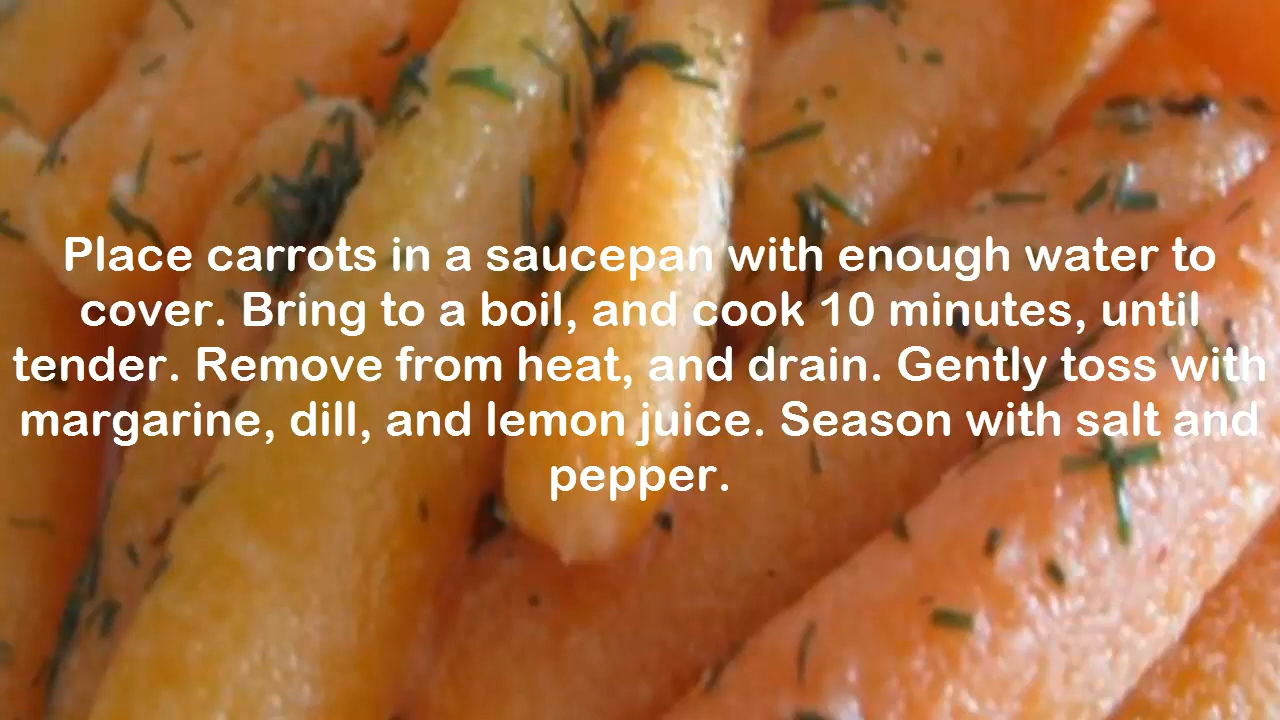 Place carrots in a saucepan with enough water to
cover. Bring to a boil, and cook 10 minutes, until
tender. Remove from heat, and drain. Gently toss with
margarine, dill, and lemon juice. Season with salt and
pepper.